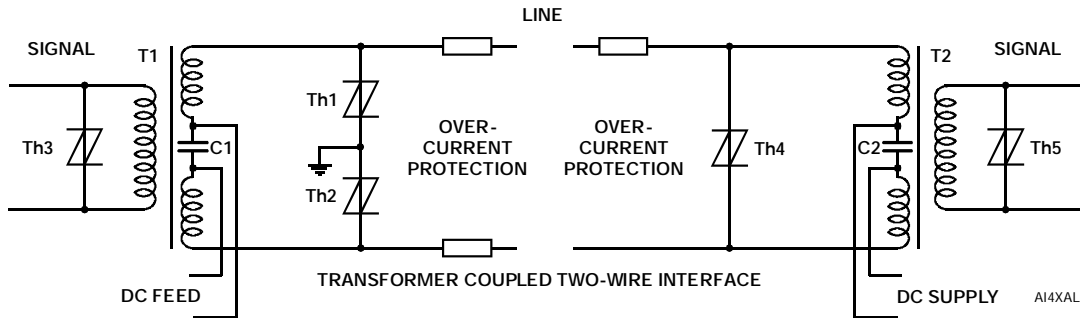 LINE
SIGNAL
T1
T2
SIGNAL
Th1
OVER-
CURRENT
PROTECTION
OVER-
CURRENT
PROTECTION
Th3
C1
Th4
C2
Th5
Th2
TRANSFORMER COUPLED TWO-WIRE INTERFACE
DC FEED
DC SUPPLY
AI4XAL